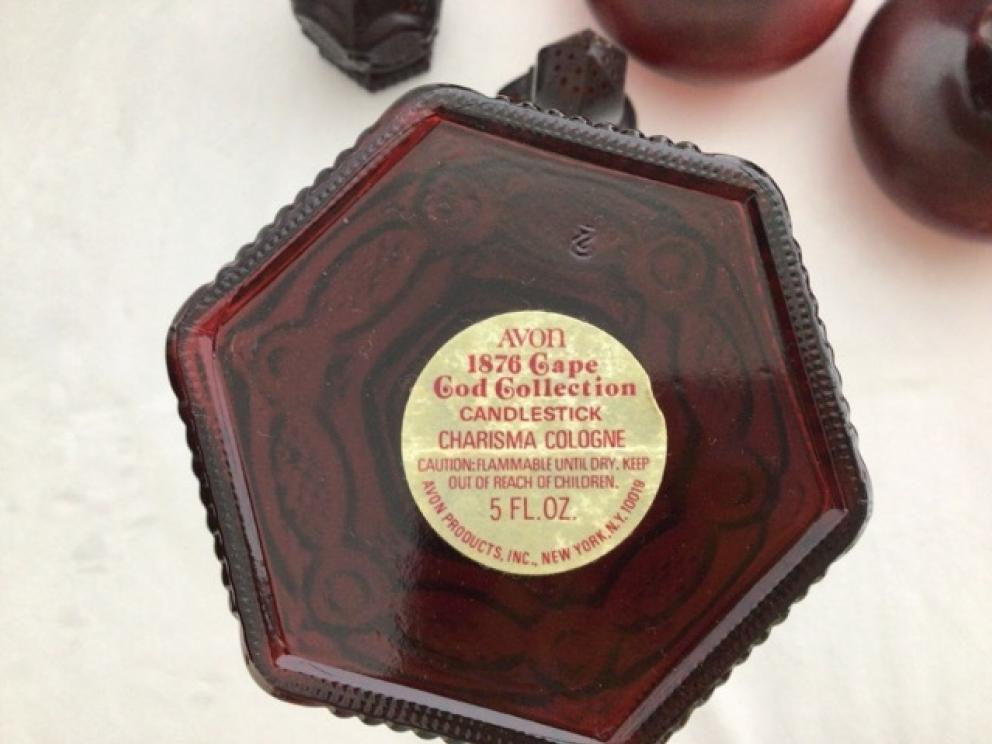 AVON
1876 Cape
Cod Collection
CANDLESTICK
CHARISMA COLOGNE
CAUTION: FLAMMABLE UNTIL DRY. KEEP
OUT OF REACH OF CHILDREN.
5 FL.OZ.
AVON PRODUCTS, INC., NEW YORK, N.Y. 10019
2